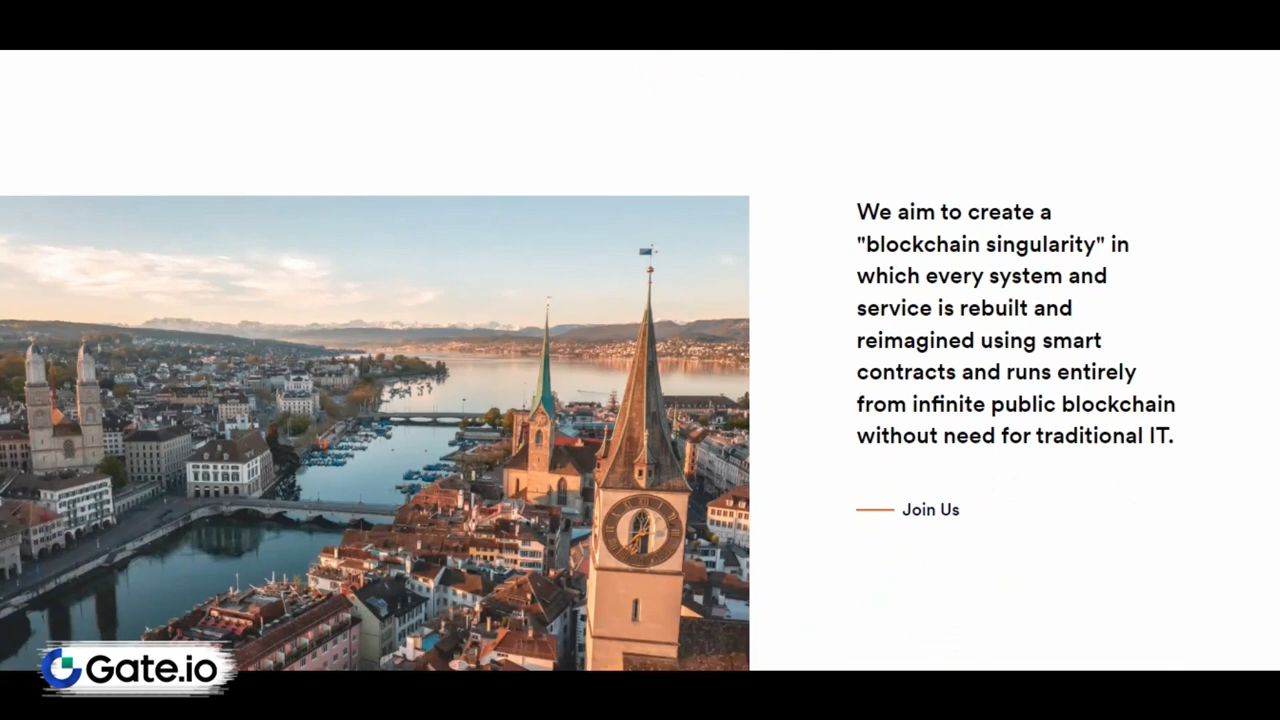 We aim to create a
"blockchain singularity" in
which every system and
service is rebuilt and
reimagined using smart
contracts and runs entirely
from infinite public blockchain
without need for traditional IT.
Join Us
Gate.io